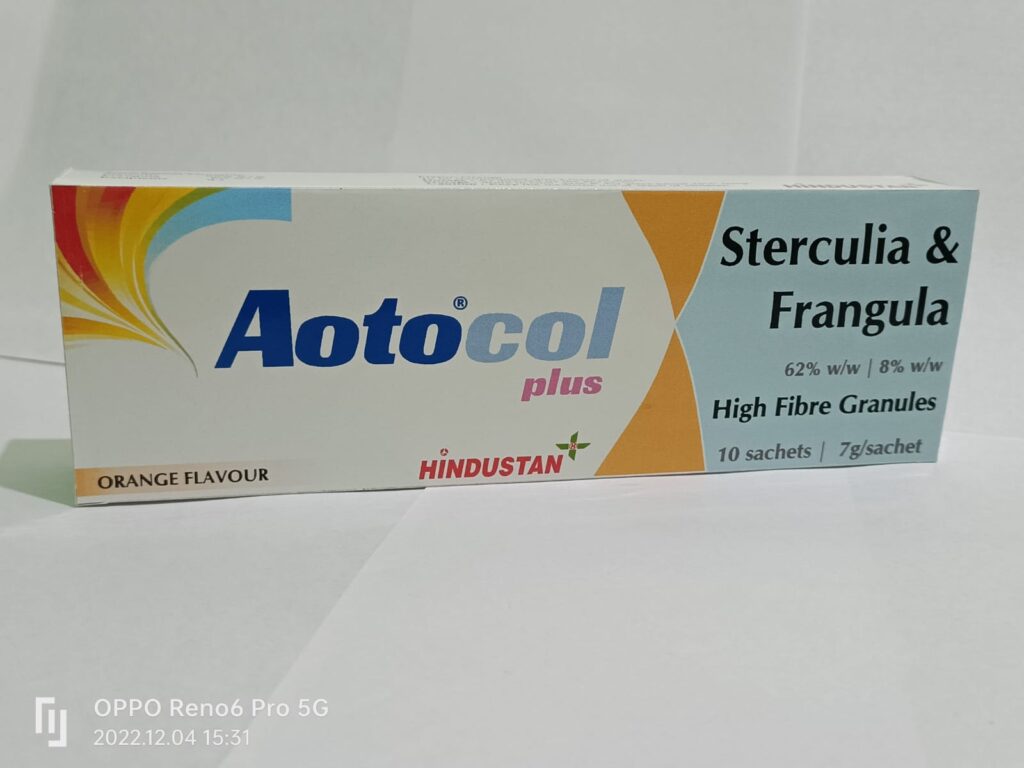 Aotocol®
plus
HINDUSTAN
ORANGE FLAVOUR
Sterculia &
Frangula
62% w/w | 8% w/w
High Fibre Granules
10 sachets | 7g/sachet
HINDUSTAN
OPPO Reno6 Pro 5G
2022.12.04 15:31